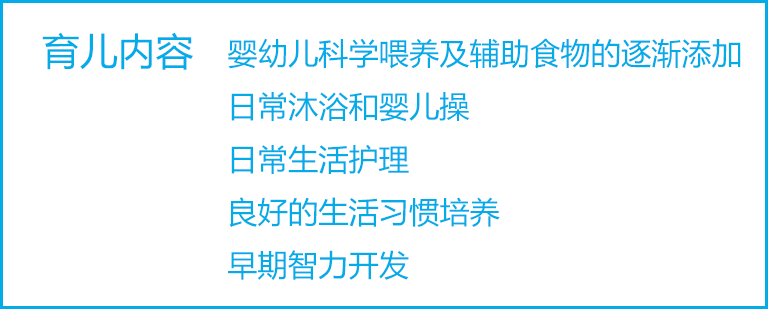 育儿内容 婴幼儿科学喂养及辅助食物的逐渐添加
日常沐浴和婴儿操
日常生活护理
良好的生活习惯培养
早期智力开发